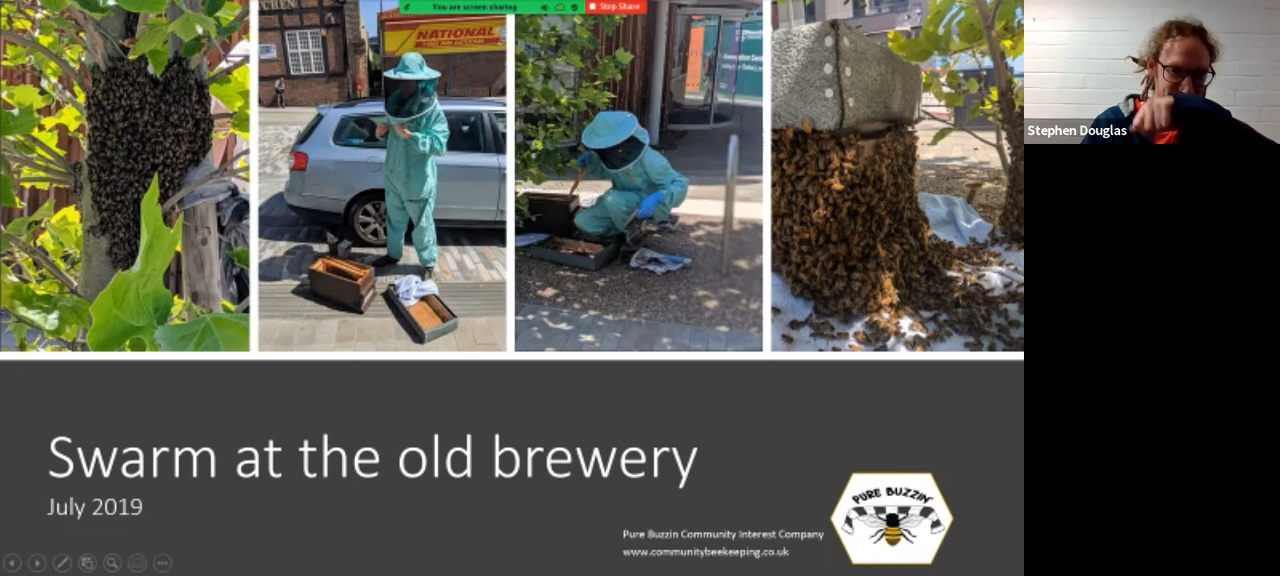 You are screen sharing
Stop Share
NATIONAL
Stephen Douglas
Swarm at the old brewery
July 2019
PURE BUZZIN'
Pure Buzzin Community Interest Company
www.communitybeekeeping.co.uk